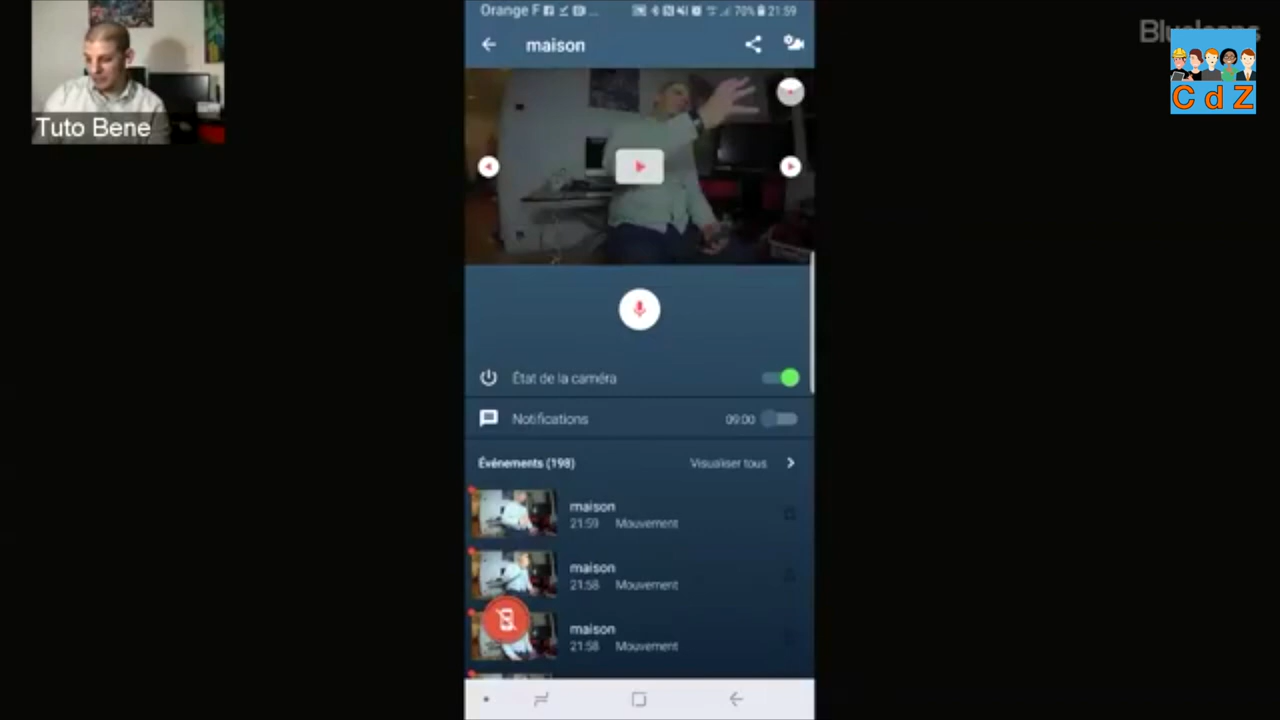 Orange F
70% 21:59
maison
Tuto Bene
C d Z
État de la caméra
Notifications 09:00
Événements (198) Visualiser tous
maison
21:59 Mouvement
maison
21:58 Mouvement
maison
21:58 Mouvement